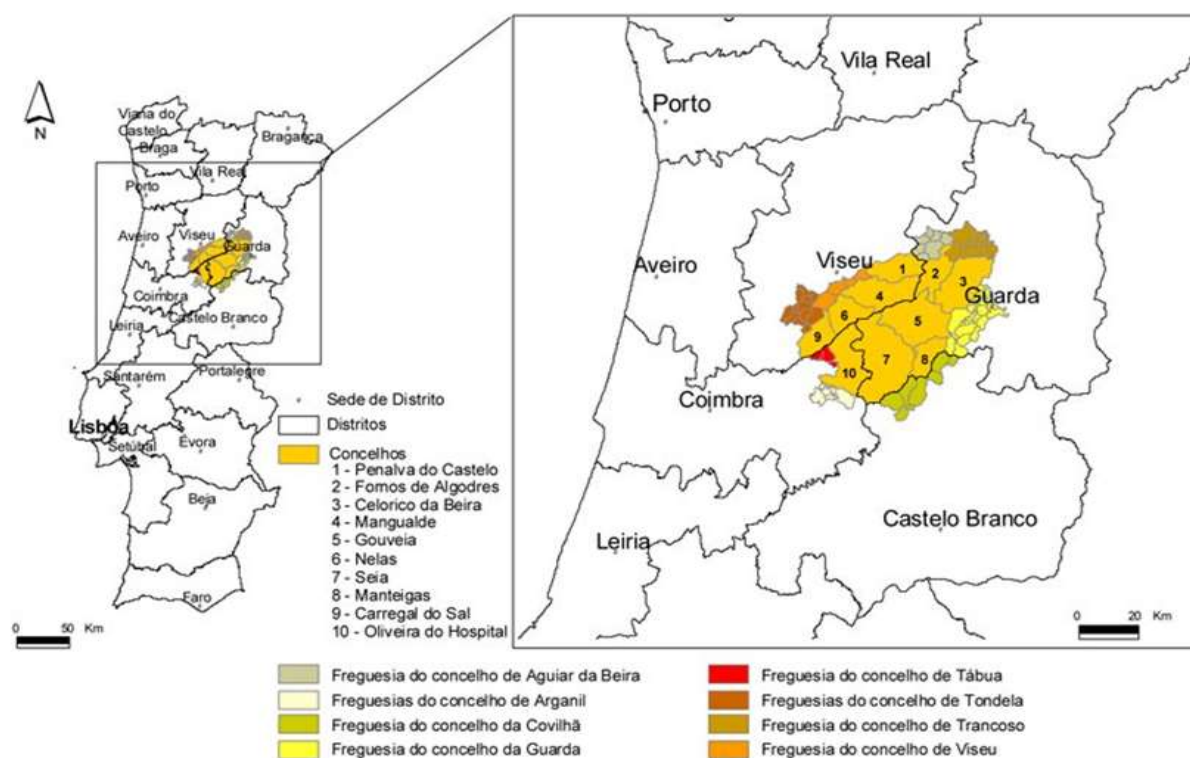 Viana do
Castelo
Braga
Bragança
Vila Real
Porto
Aveiro
Viseu
Guarda
Coimbra
Castelo Branco
Leiria
Santarém
Portalegre
Lisboa
Setúbal
Évora
Beja
Faro
N
0 50 Km
Sede de Distrito
Distritos
Concelhos
1 - Penalva do Castelo
2 - Fornos de Algodres
3 - Celorico da Beira
4 - Mangualde
5 - Gouveia
6 - Nelas
7 - Seia
8 - Manteigas
9 - Carregal do Sal
10 - Oliveira do Hospital
Vila Real
Porto
Viseu
Aveiro
Guarda
Coimbra
Castelo Branco
Leiria
1
2
3
4
5
6
7
8
9
10
0 20
Km
Freguesia do concelho de Aguiar da Beira
Freguesias do concelho de Arganil
Freguesia do concelho da Covilhã
Freguesia do concelho da Guarda
Freguesia do concelho de Tábua
Freguesias do concelho de Tondela
Freguesia do concelho de Trancoso
Freguesia do concelho de Viseu